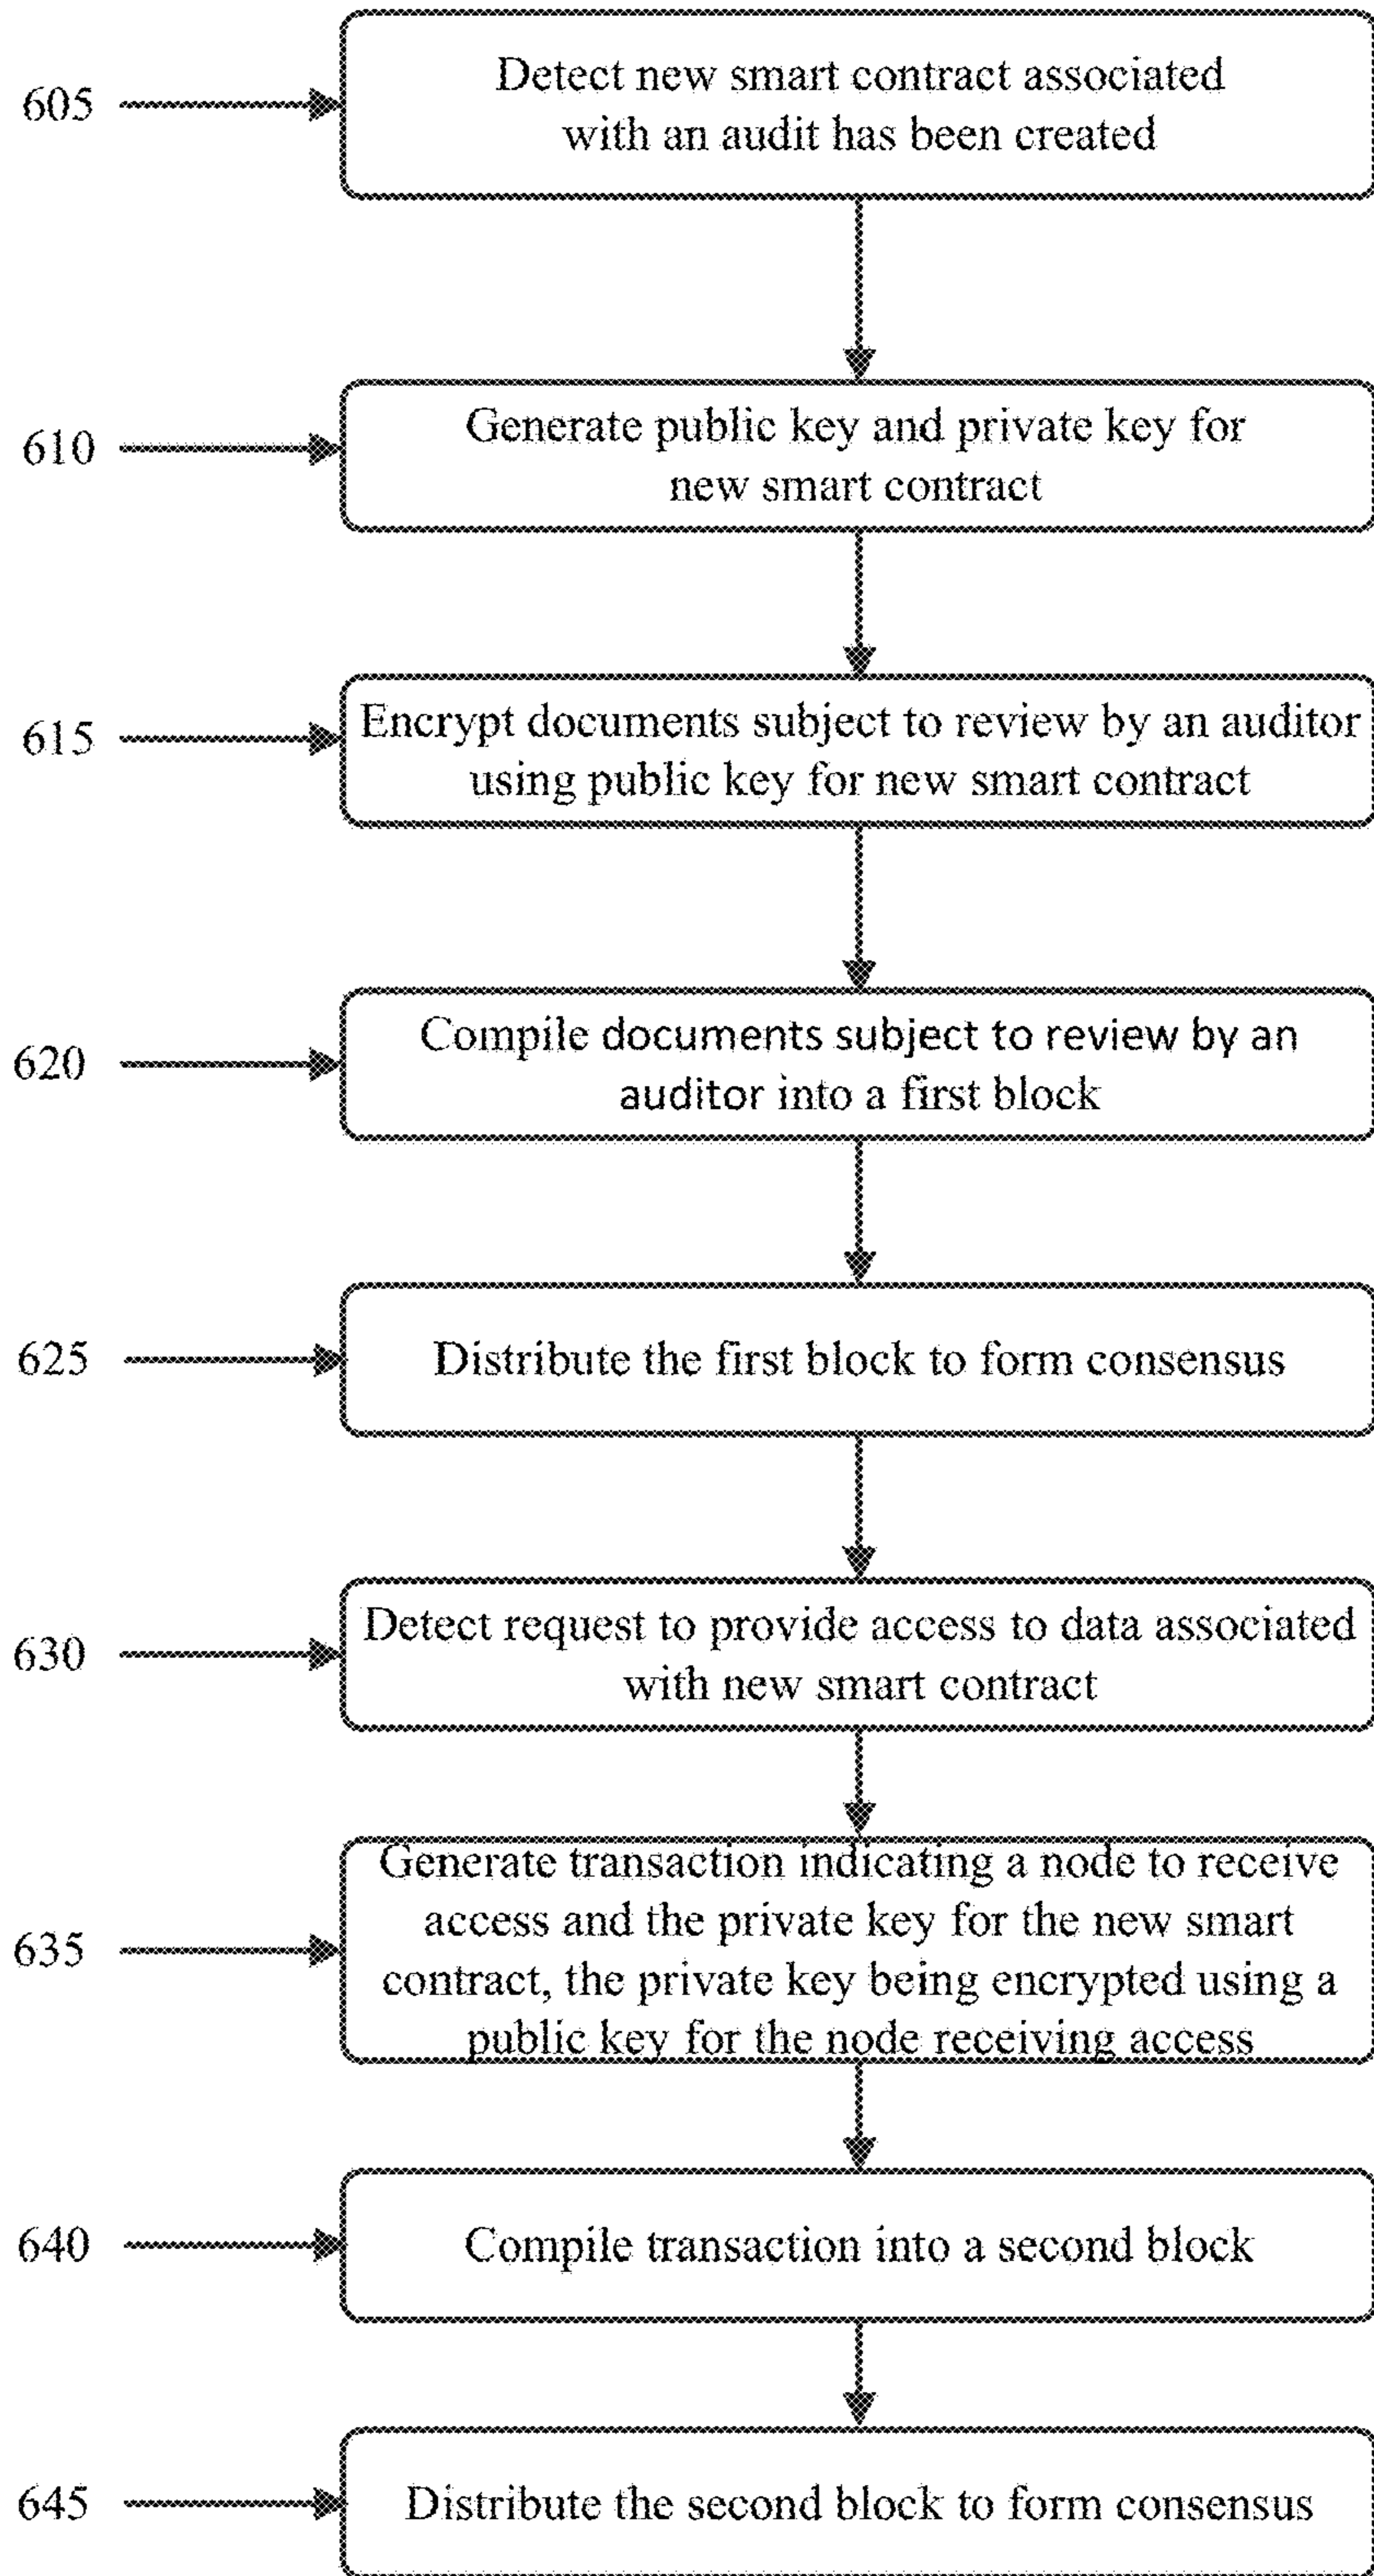 605
Detect new smart contract associated
with an audit has been created
610
Generate public key and private key for
new smart contract
615
Encrypt documents subject to review by an auditor
using public key for new smart contract
620
Compile documents subject to review by an
auditor into a first block
625
Distribute the first block to form consensus
630
Detect request to provide access to data associated
with new smart contract
635
Generate transaction indicating a node to receive
access and the private key for the new smart
contract, the private key being encrypted using a
public key for the node receiving access
640
Compile transaction into a second block
645
Distribute the second block to form consensus